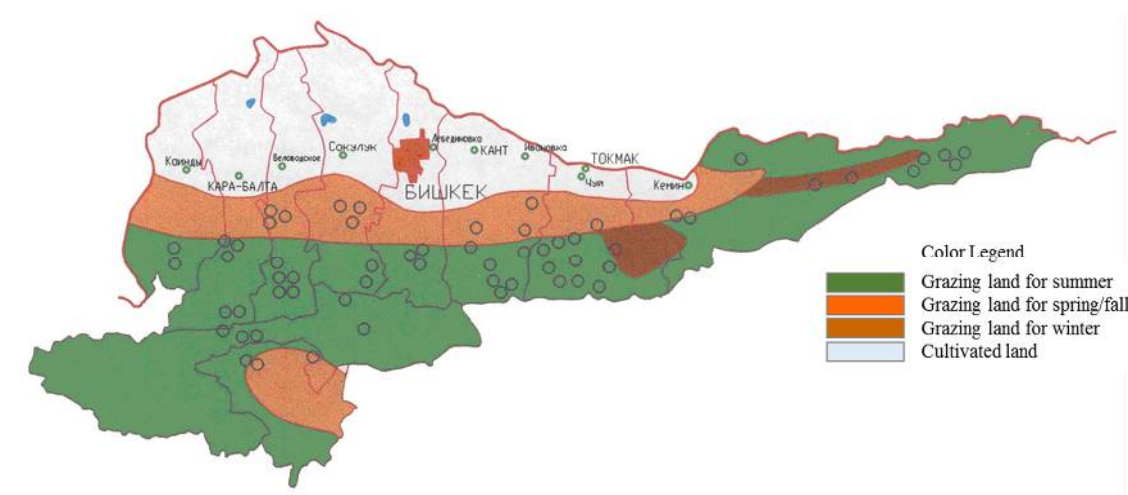 Лебединовка
Сокулук
КАНТ
Ивановка
Беловодское
ТОКМАК
Каинды
Чуй
КАРА-БАЛТА
Кемин
БИШКЕК
Color Legend
Grazing land for summer
Grazing land for spring/fall
Grazing land for winter
Cultivated land